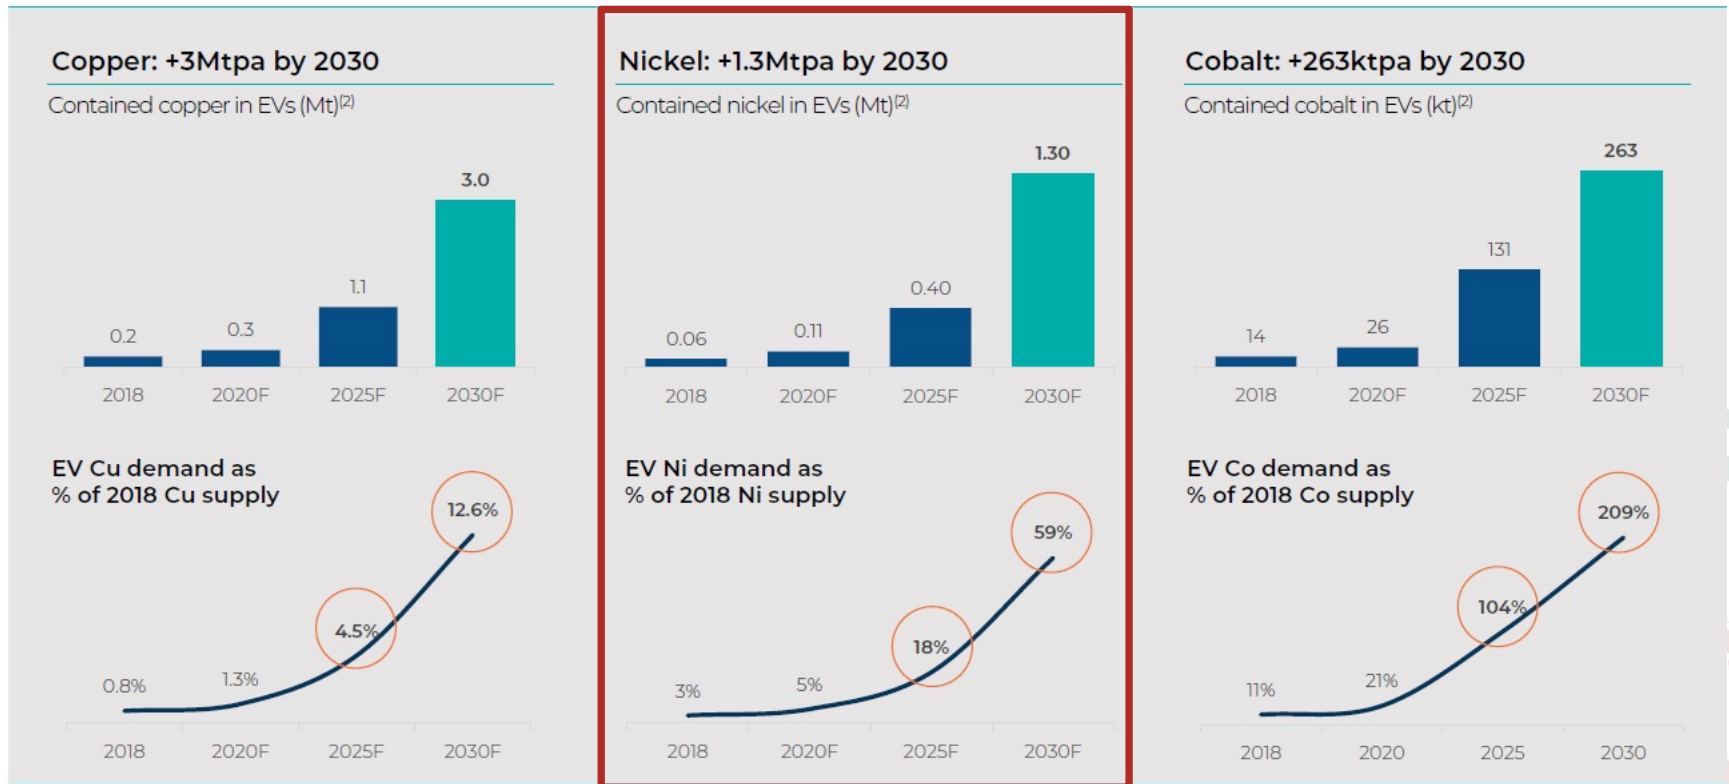 Copper: +3Mtpa by 2030
Contained copper in EVs (Mt)(2)
3.0
1.1
0.3
0.2
2018 2020F 2025F 2030F
EV Cu demand as
% of 2018 Cu supply
12.6%
4.5%
1.3%
0.8%
2018 2020F 2025F 2030F
Nickel: +1.3Mtpa by 2030
Contained nickel in EVs (Mt)(2)
1.30
0.40
0.11
0.06
2018 2020F 2025F 2030F
EV Ni demand as
% of 2018 Ni supply
59%
18%
5%
3%
2018 2020F 2025F 2030F
Cobalt: +263ktpa by 2030
Contained cobalt in EVs (kt)(2)
263
131
26
14
2018 2020F 2025F 2030F
EV Co demand as
% of 2018 Co supply
209%
104%
21%
11%
2018 2020 2025 2030